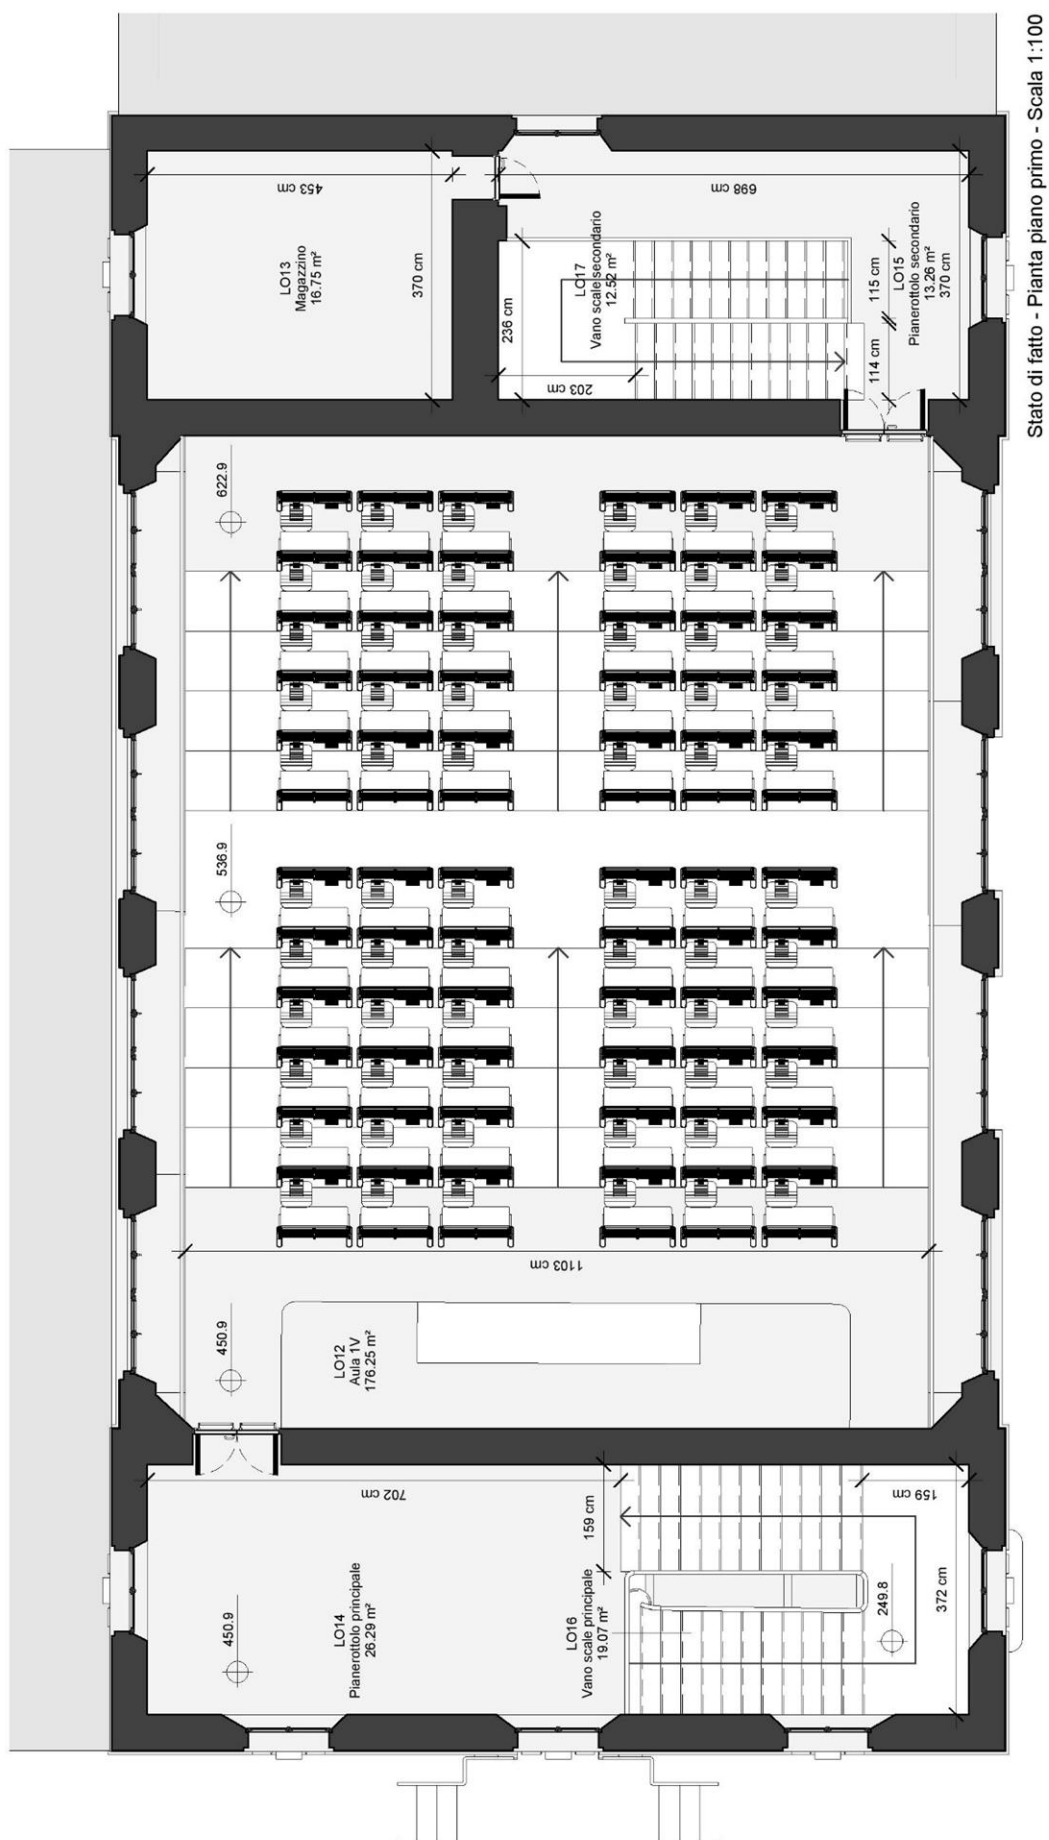 Stato di fatto - Pianta piano primo - Scala 1:100
453 cm
698 cm
LO13
Magazzino
16.75 m²
370 cm
LO17
Vano scale secondario
12.52 m²
236 cm
203 cm
115 cm
114 cm
LO15
Pianerottolo secondario
13.26 m²
370 cm
622.9
536.9
1103 cm
450.9
LO12
Aula 1V
176.25 m²
702 cm
159 cm
159 cm
LO14
Pianerottolo principale
26.29 m²
450.9
LO16
Vano scale principale
19.07 m²
249.8
372 cm